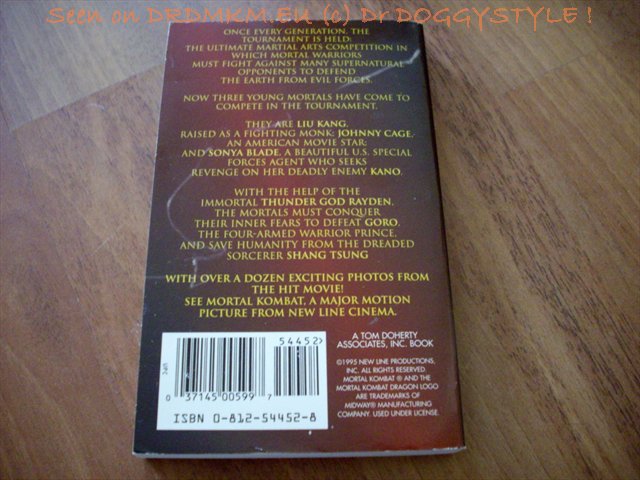 Seen on DRDMKM.EU (c) Dr DOGGYSTYLE !
ONCE EVERY GENERATION, THE
TOURNAMENT IS HELD:
THE ULTIMATE MARTIAL ARTS COMPETITION IN
WHICH MORTAL WARRIORS
MUST FIGHT AGAINST MANY SUPERNATURAL
OPPONENTS TO DEFEND
THE EARTH FROM EVIL FORCES.
NOW THREE YOUNG MORTALS HAVE COME TO
COMPETE IN THE TOURNAMENT.
THEY ARE LIU KANG,
RAISED AS A FIGHTING MONK; JOHNNY CAGE,
AN AMERICAN MOVIE STAR;
AND SONYA BLADE, A BEAUTIFUL U.S. SPECIAL
FORCES AGENT WHO SEEKS
REVENGE ON HER DEADLY ENEMY KANO.
WITH THE HELP OF THE
IMMORTAL THUNDER GOD RAYDEN,
THE MORTALS MUST CONQUER
THEIR INNER FEARS TO DEFEAT GORO,
THE FOUR-ARMED WARRIOR PRINCE,
AND SAVE HUMANITY FROM THE DREADED
SORCERER SHANG TSUNG
WITH OVER A DOZEN EXCITING PHOTOS FROM
THE HIT MOVIE!
SEE MORTAL KOMBAT, A MAJOR MOTION
PICTURE FROM NEW LINE CINEMA.
54452>
UPC
0 37145 00599 7
ISBN 0-812-54452-8
A TOM DOHERTY
ASSOCIATES, INC. BOOK
©1995 NEW LINE PRODUCTIONS,
INC. ALL RIGHTS RESERVED.
MORTAL KOMBAT ® AND THE
MORTAL KOMBAT DRAGON LOGO
ARE TRADEMARKS OF
MIDWAY® MANUFACTURING
COMPANY. USED UNDER LICENSE.